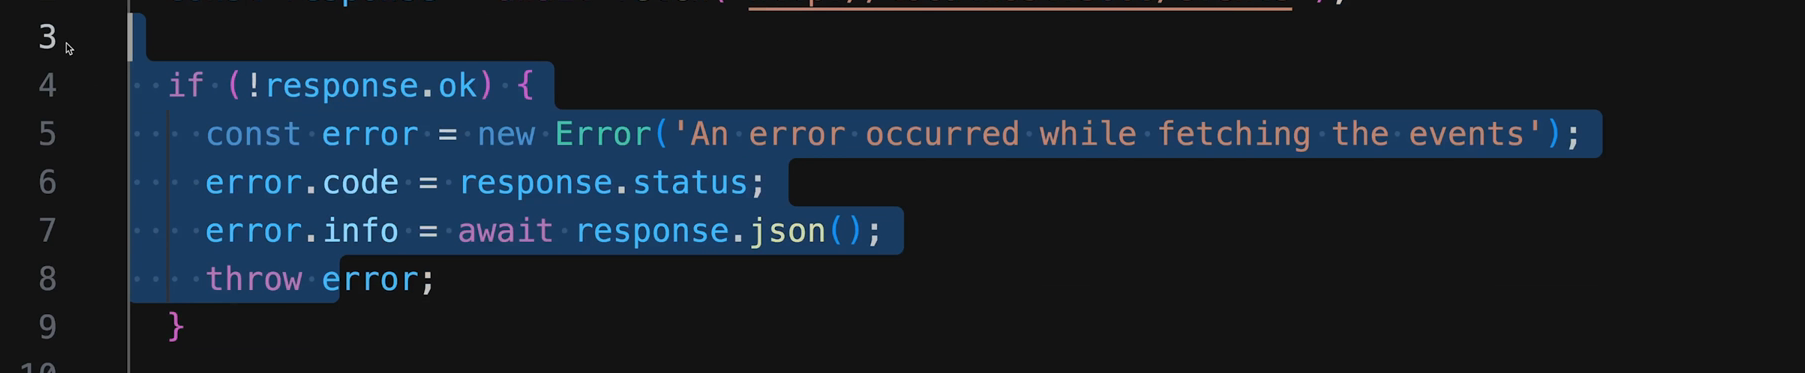 3
4 if (!response.ok) {
5 const error = new Error('An error occurred while fetching the events');
6 error.code = response.status;
7 error.info = await response.json();
8 throw error;
9 }
10